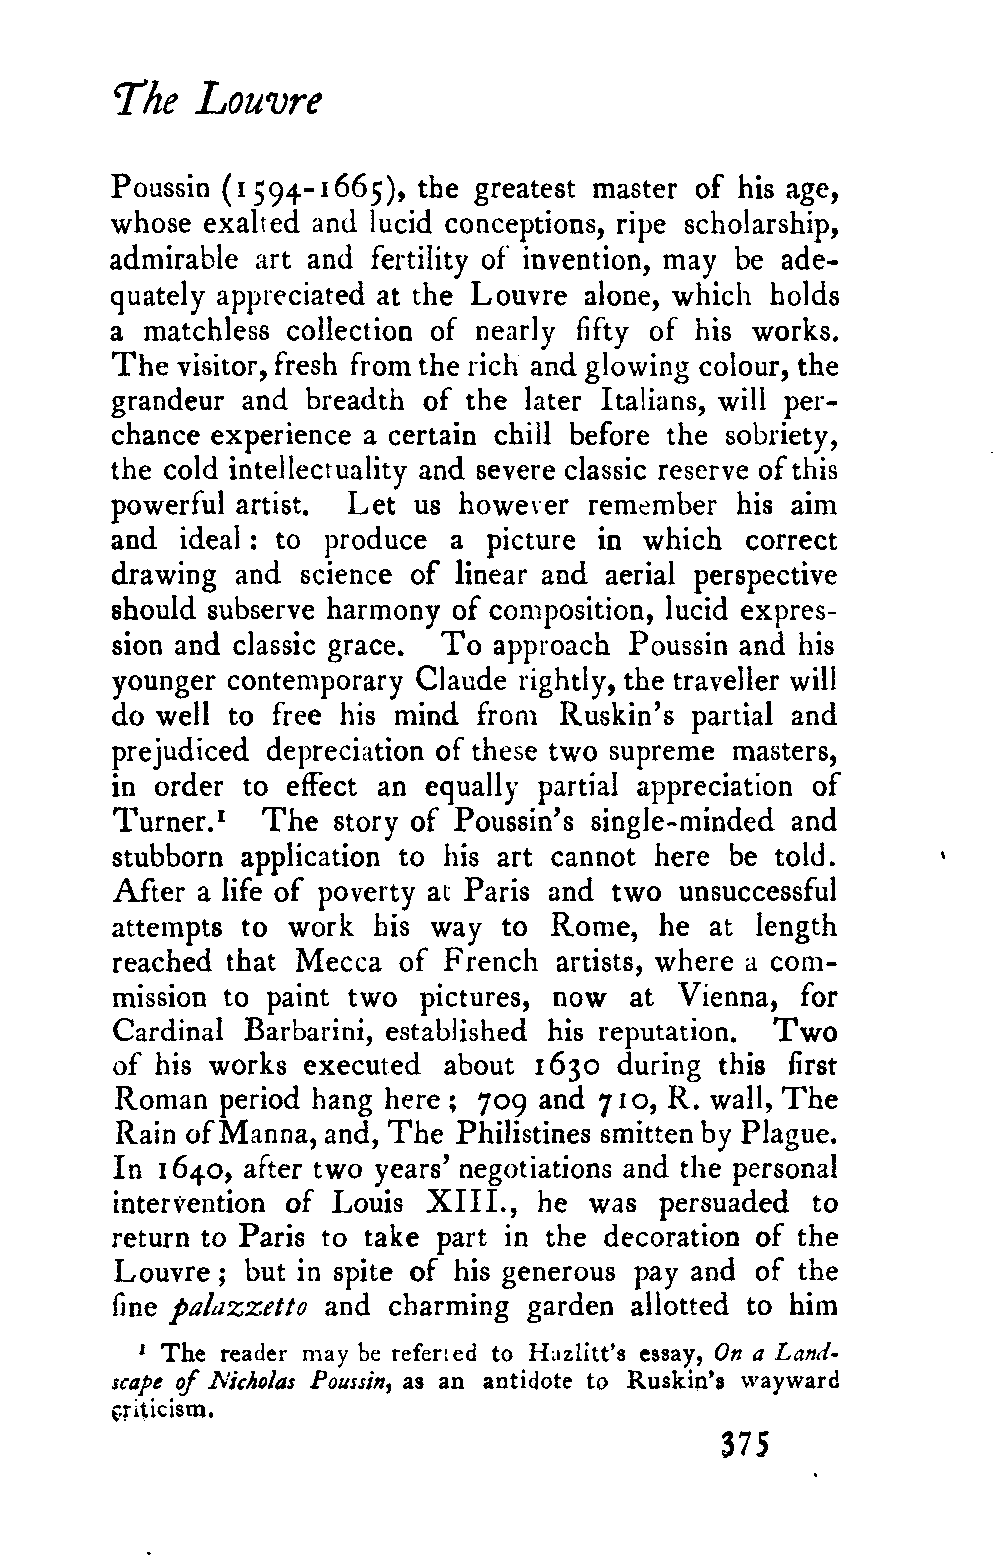 The Louvre
Poussin (1594-1665), the greatest master of his age,
whose exalted and lucid conceptions, ripe scholarship,
admirable art and fertility of invention, may be ade-
quately appreciated at the Louvre alone, which holds
a matchless collection of nearly fifty of his works.
The visitor, fresh from the rich and glowing colour, the
grandeur and breadth of the later Italians, will per-
chance experience a certain chill before the sobriety,
the cold intellectuality and severe classic reserve of this
powerful artist. Let us however remember his aim
and ideal : to produce a picture in which correct
drawing and science of linear and aerial perspective
should subserve harmony of composition, lucid expres-
sion and classic grace. To approach Poussin and his
younger contemporary Claude rightly, the traveller will
do well to free his mind from Ruskin's partial and
prejudiced depreciation of these two supreme masters,
in order to effect an equally partial appreciation of
Turner.¹ The story of Poussin's single-minded and
stubborn application to his art cannot here be told.
After a life of poverty at Paris and two unsuccessful
attempts to work his way to Rome, he at length
reached that Mecca of French artists, where a com-
mission to paint two pictures, now at Vienna, for
Cardinal Barbarini, established his reputation. Two
of his works executed about 1630 during this first
Roman period hang here ; 709 and 710, R. wall, The
Rain of Manna, and, The Philistines smitten by Plague.
In 1640, after two years' negotiations and the personal
intervention of Louis XIII., he was persuaded to
return to Paris to take part in the decoration of the
Louvre ; but in spite of his generous pay and of the
fine palazzetto and charming garden allotted to him
¹ The reader may be referred to Hazlitt's essay, On a Land-
scape of Nicholas Poussin, as an antidote to Ruskin's wayward
criticism.
375